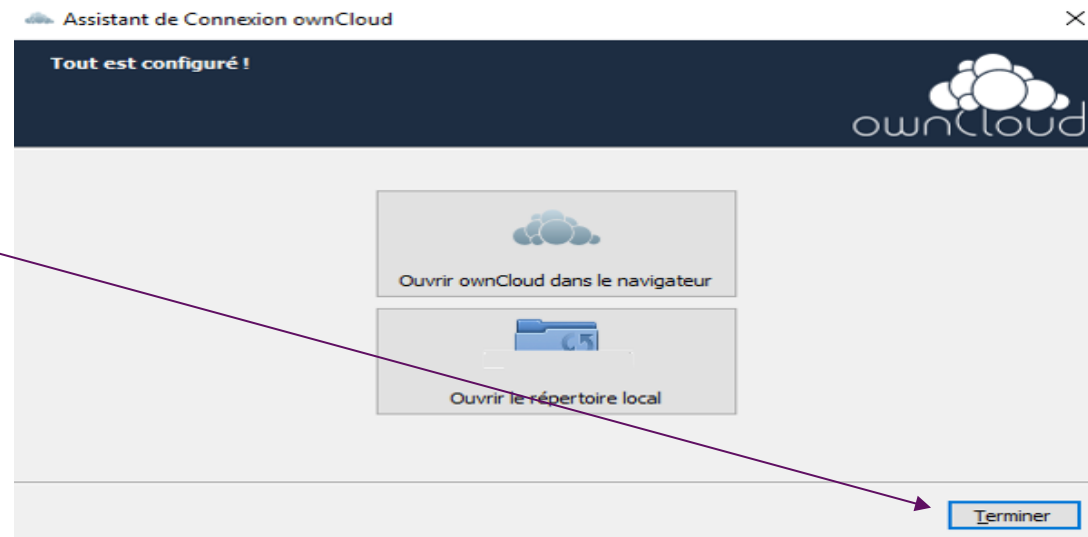 Assistant de Connexion ownCloud
Tout est configuré !
ownCloud
Ouvrir ownCloud dans le navigateur
Ouvrir le répertoire local
Terminer